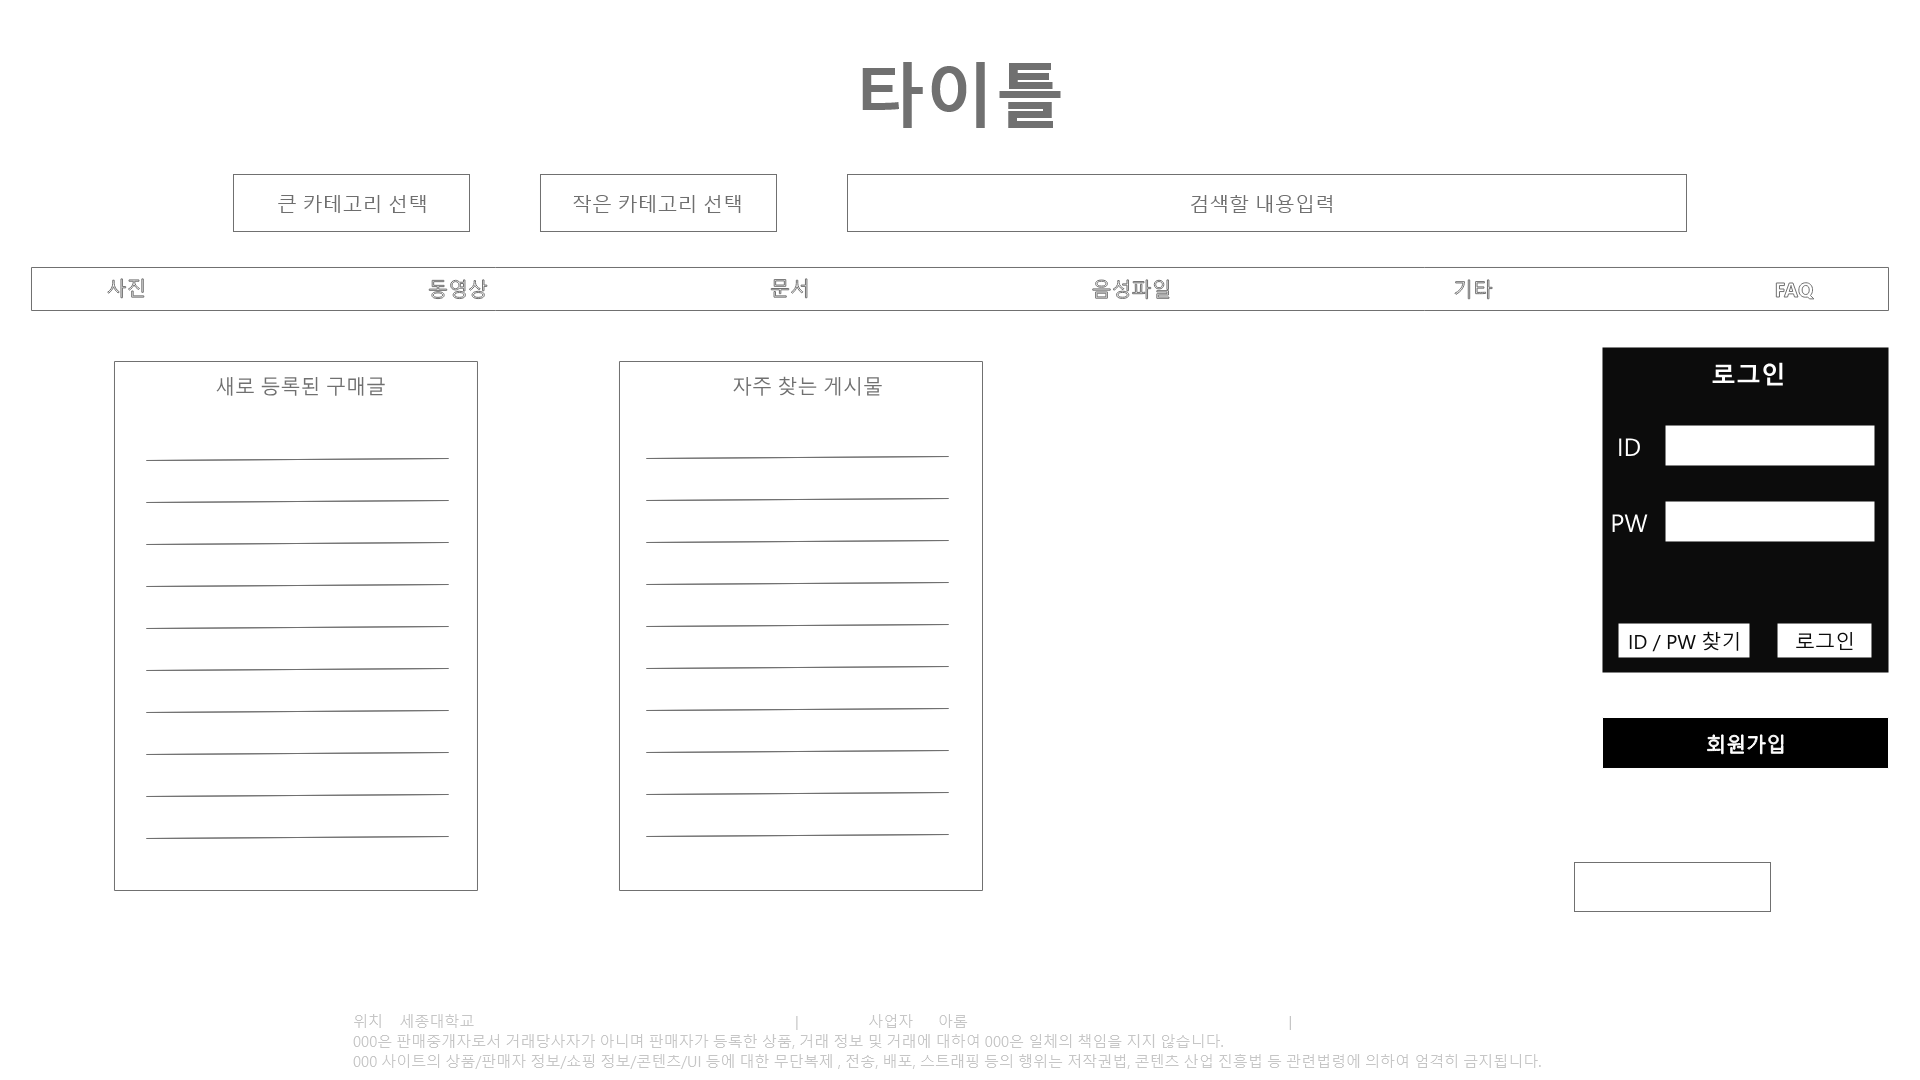 타이틀
큰 카테고리 선택
작은 카테고리 선택
검색할 내용입력
사진
동영상
문서
음성파일
기타
FAQ
새로 등록된 구매글
자주 찾는 게시물
로그인
ID
PW
ID / PW 찾기
로그인
회원가입
위치 세종대학교 | 사업자 아롬 |
000은 판매중개자로서 거래당사자가 아니며 판매자가 등록한 상품, 거래 정보 및 거래에 대하여 000은 일체의 책임을 지지 않습니다.
000 사이트의 상품/판매자 정보/쇼핑 정보/콘텐츠/UI 등에 대한 무단복제 , 전송, 배포, 스트래핑 등의 행위는 저작권법, 콘텐츠 산업 진흥법 등 관련법령에 의하여 엄격히 금지됩니다.